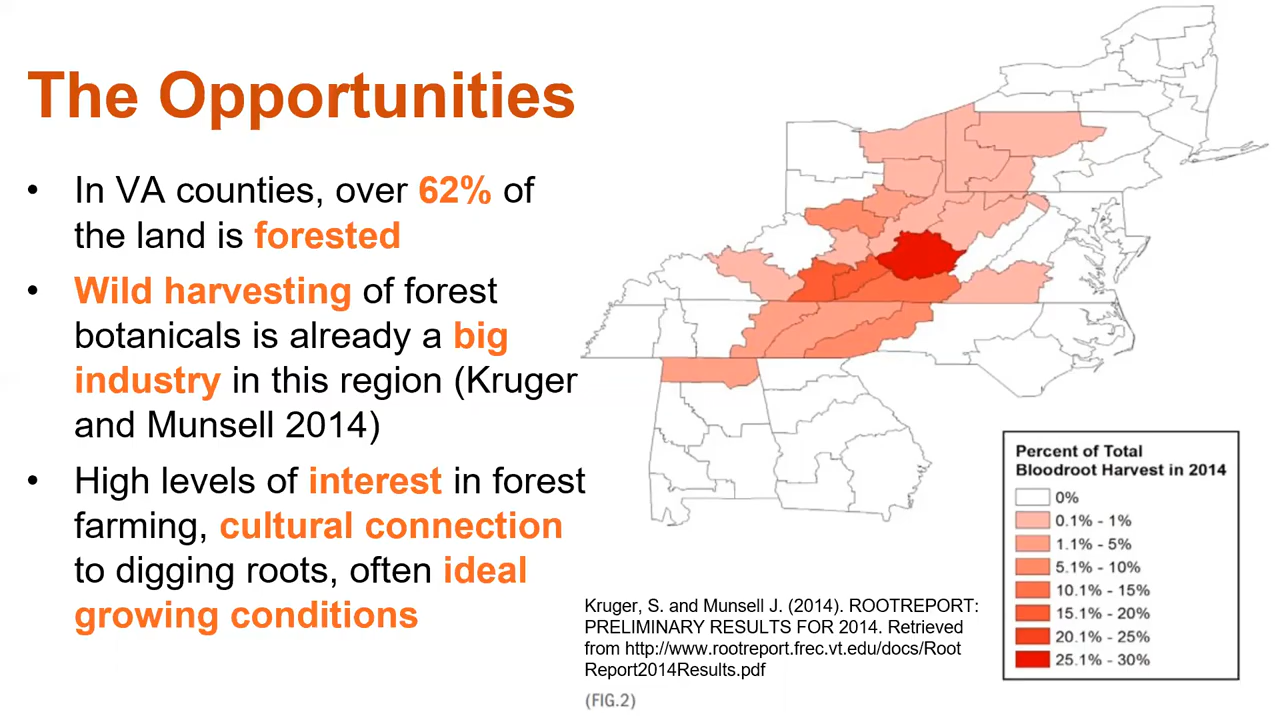 The Opportunities
• In VA counties, over 62% of
the land is forested
• Wild harvesting of forest
botanicals is already a big
industry in this region (Kruger
and Munsell 2014)
• High levels of interest in forest
farming, cultural connection
to digging roots, often ideal
growing conditions
Percent of Total
Bloodroot Harvest in 2014
0%
0.1% - 1%
1.1% - 5%
5.1% - 10%
10.1% - 15%
15.1% - 20%
20.1% - 25%
25.1% - 30%
Kruger, S. and Munsell J. (2014). ROOTREPORT:
PRELIMINARY RESULTS FOR 2014. Retrieved
from http://www.rootreport.frec.vt.edu/docs/Root
Report2014Results.pdf
(FIG.2)